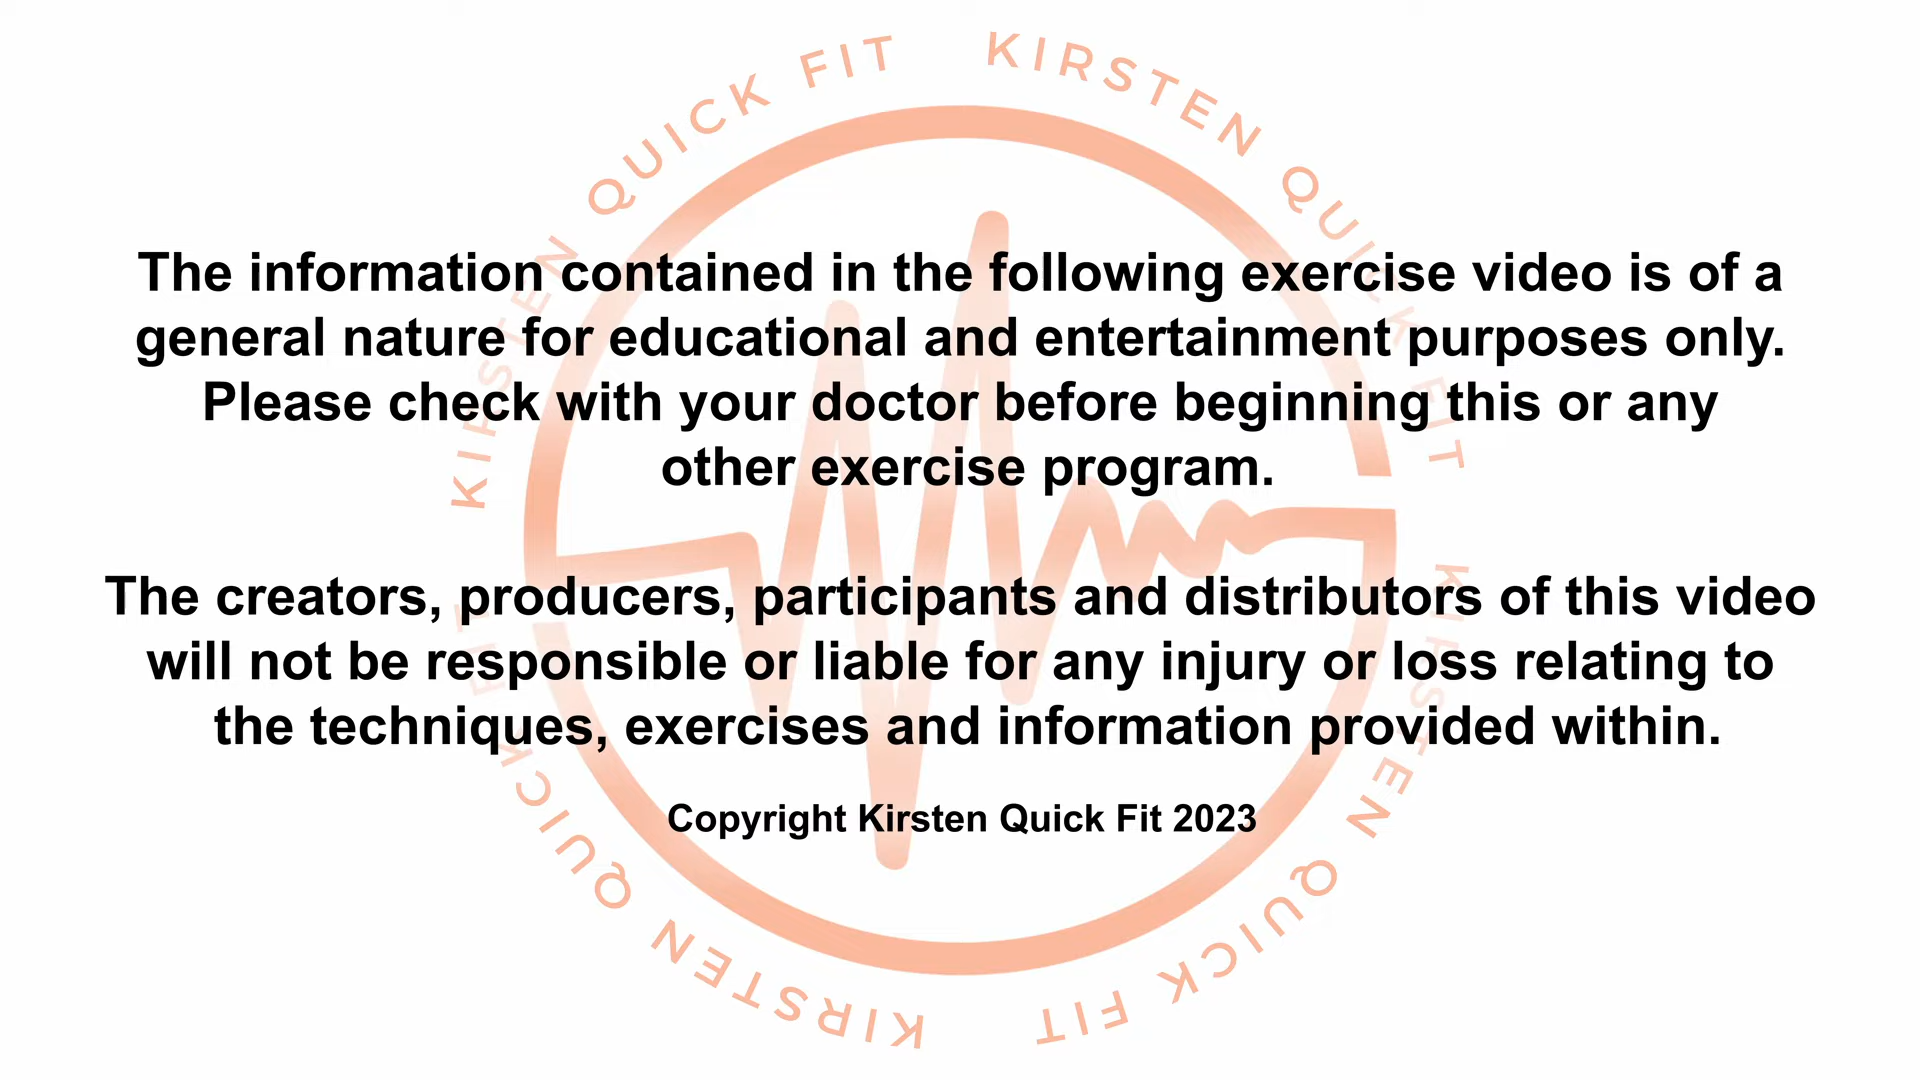 KIRSTEN QUICK FIT KIRSTEN QUICK FIT KIRSTEN QUICK FIT KIRSTEN QUICK FIT
The information contained in the following exercise video is of a
general nature for educational and entertainment purposes only.
Please check with your doctor before beginning this or any
other exercise program.
The creators, producers, participants and distributors of this video
will not be responsible or liable for any injury or loss relating to
the techniques, exercises and information provided within.
Copyright Kirsten Quick Fit 2023